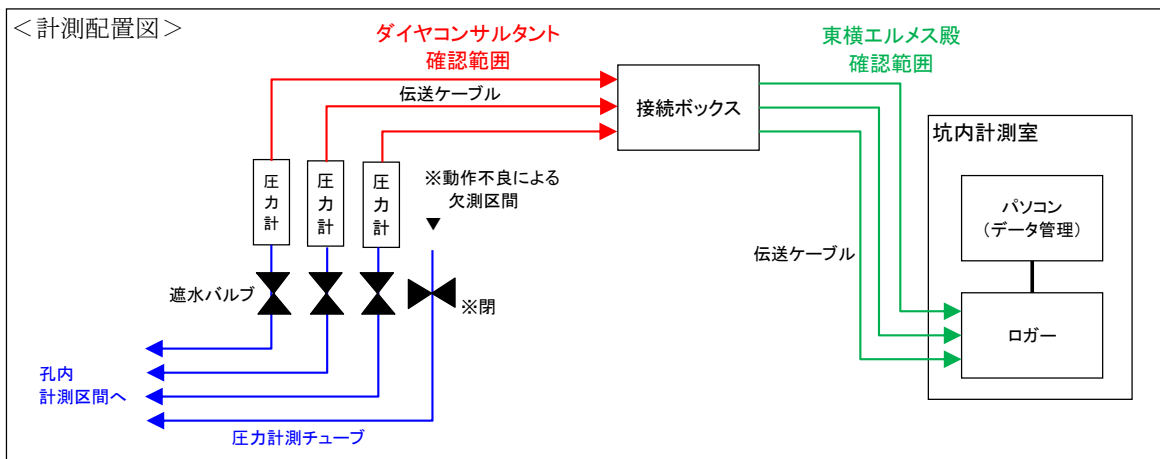 ＜計測配置図＞
ダイヤコンサルタント
確認範囲
東横エルメス殿
確認範囲
伝送ケーブル
接続ボックス
坑内計測室
圧力計
圧力計
圧力計
※動作不良による
欠測区間
パソコン
（データ管理）
伝送ケーブル
遮水バルブ
※閉
ロガー
孔内
計測区間へ
圧力計測チューブ